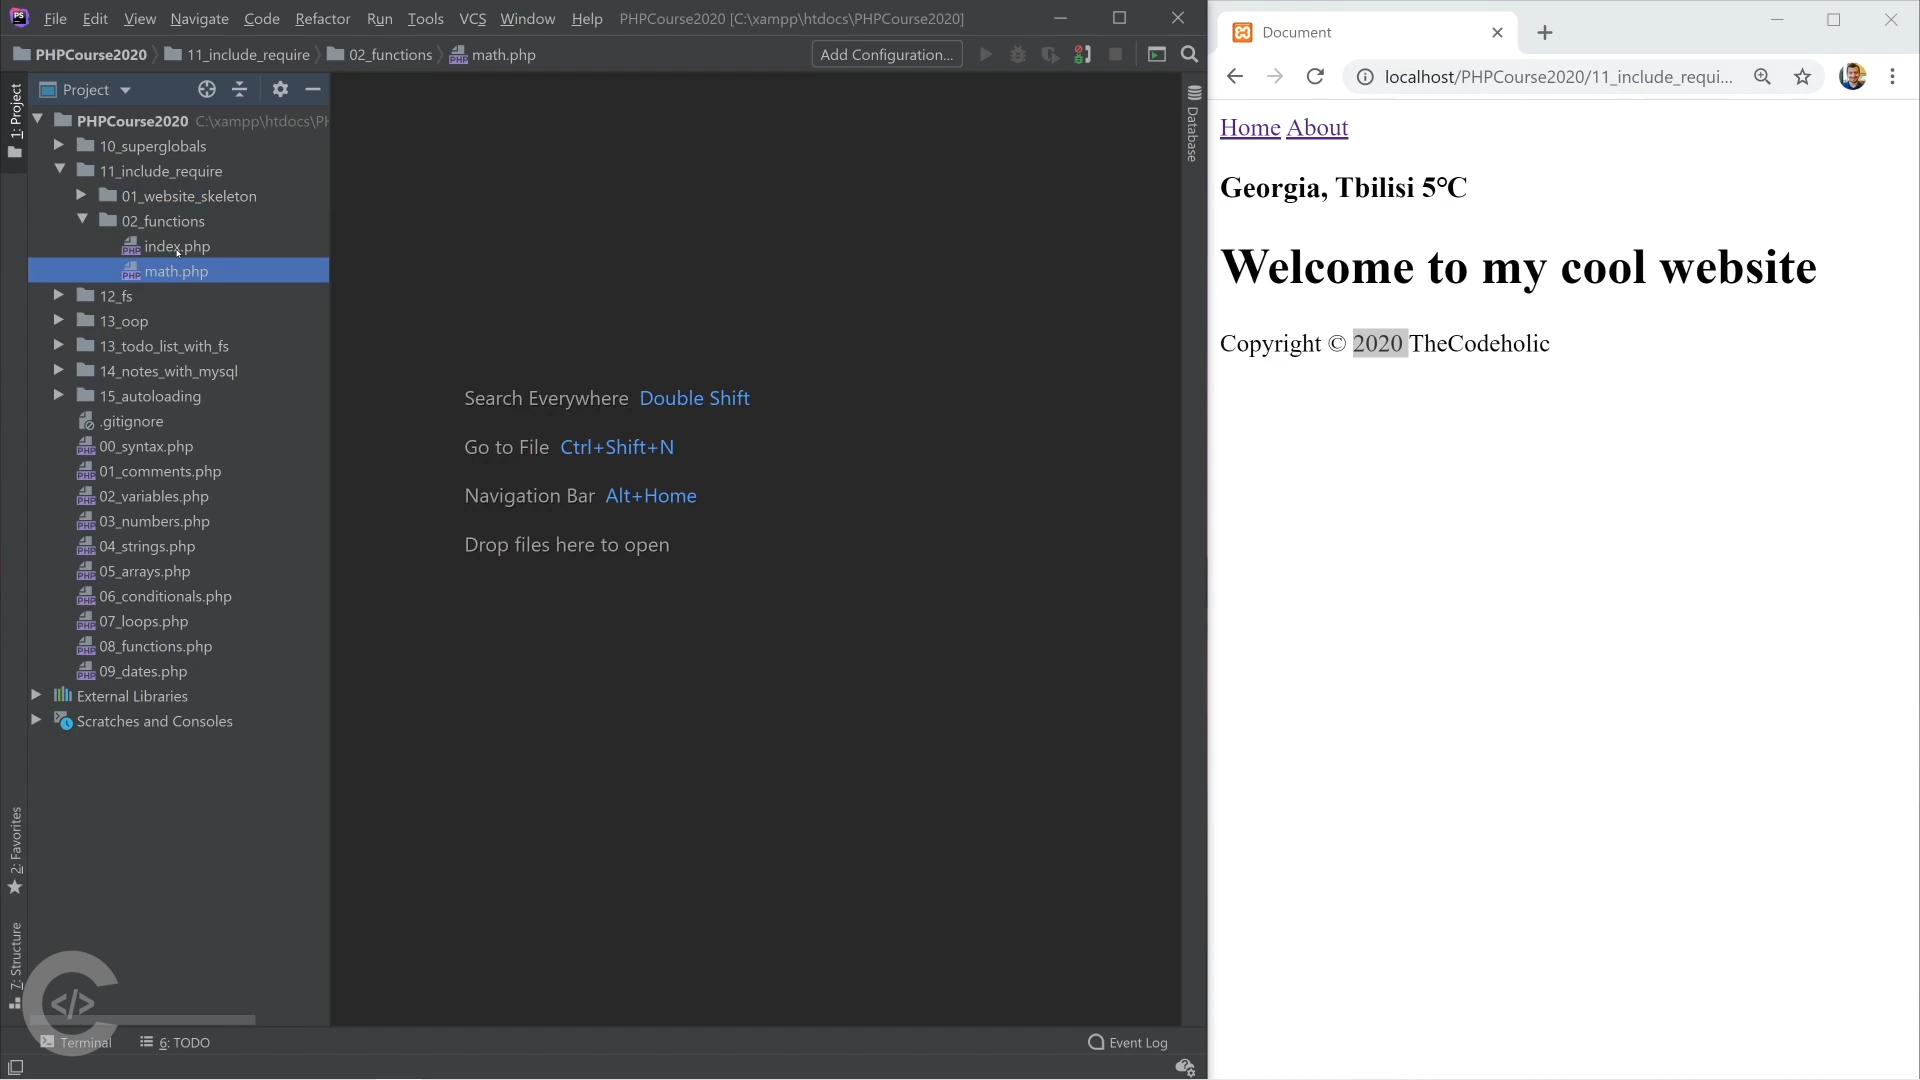 File Edit View Navigate Code Refactor Run Tools VCS Window Help PHPCourse2020 [C:\xampp\htdocs\PHPCourse2020]
PHPCourse2020 11_include_require 02_functions math.php Add Configuration...
1: Project
Project
PHPCourse2020 C:\xampp\htdocs\PH
10_superglobals
11_include_require
01_website_skeleton
02_functions
index.php
math.php
12_fs
13_oop
13_todo_list_with_fs
14_notes_with_mysql
15_autoloading
.gitignore
00_syntax.php
01_comments.php
02_variables.php
03_numbers.php
04_strings.php
05_arrays.php
06_conditionals.php
07_loops.php
08_functions.php
09_dates.php
External Libraries
Scratches and Consoles
2: Favorites
7: Structure
Search Everywhere Double Shift
Go to File Ctrl+Shift+N
Navigation Bar Alt+Home
Drop files here to open
Database
Terminal 6: TODO Event Log
Document
localhost/PHPCourse2020/11_include_requi...
Home About
Georgia, Tbilisi 5°C
Welcome to my cool website
Copyright © 2020 TheCodeholic